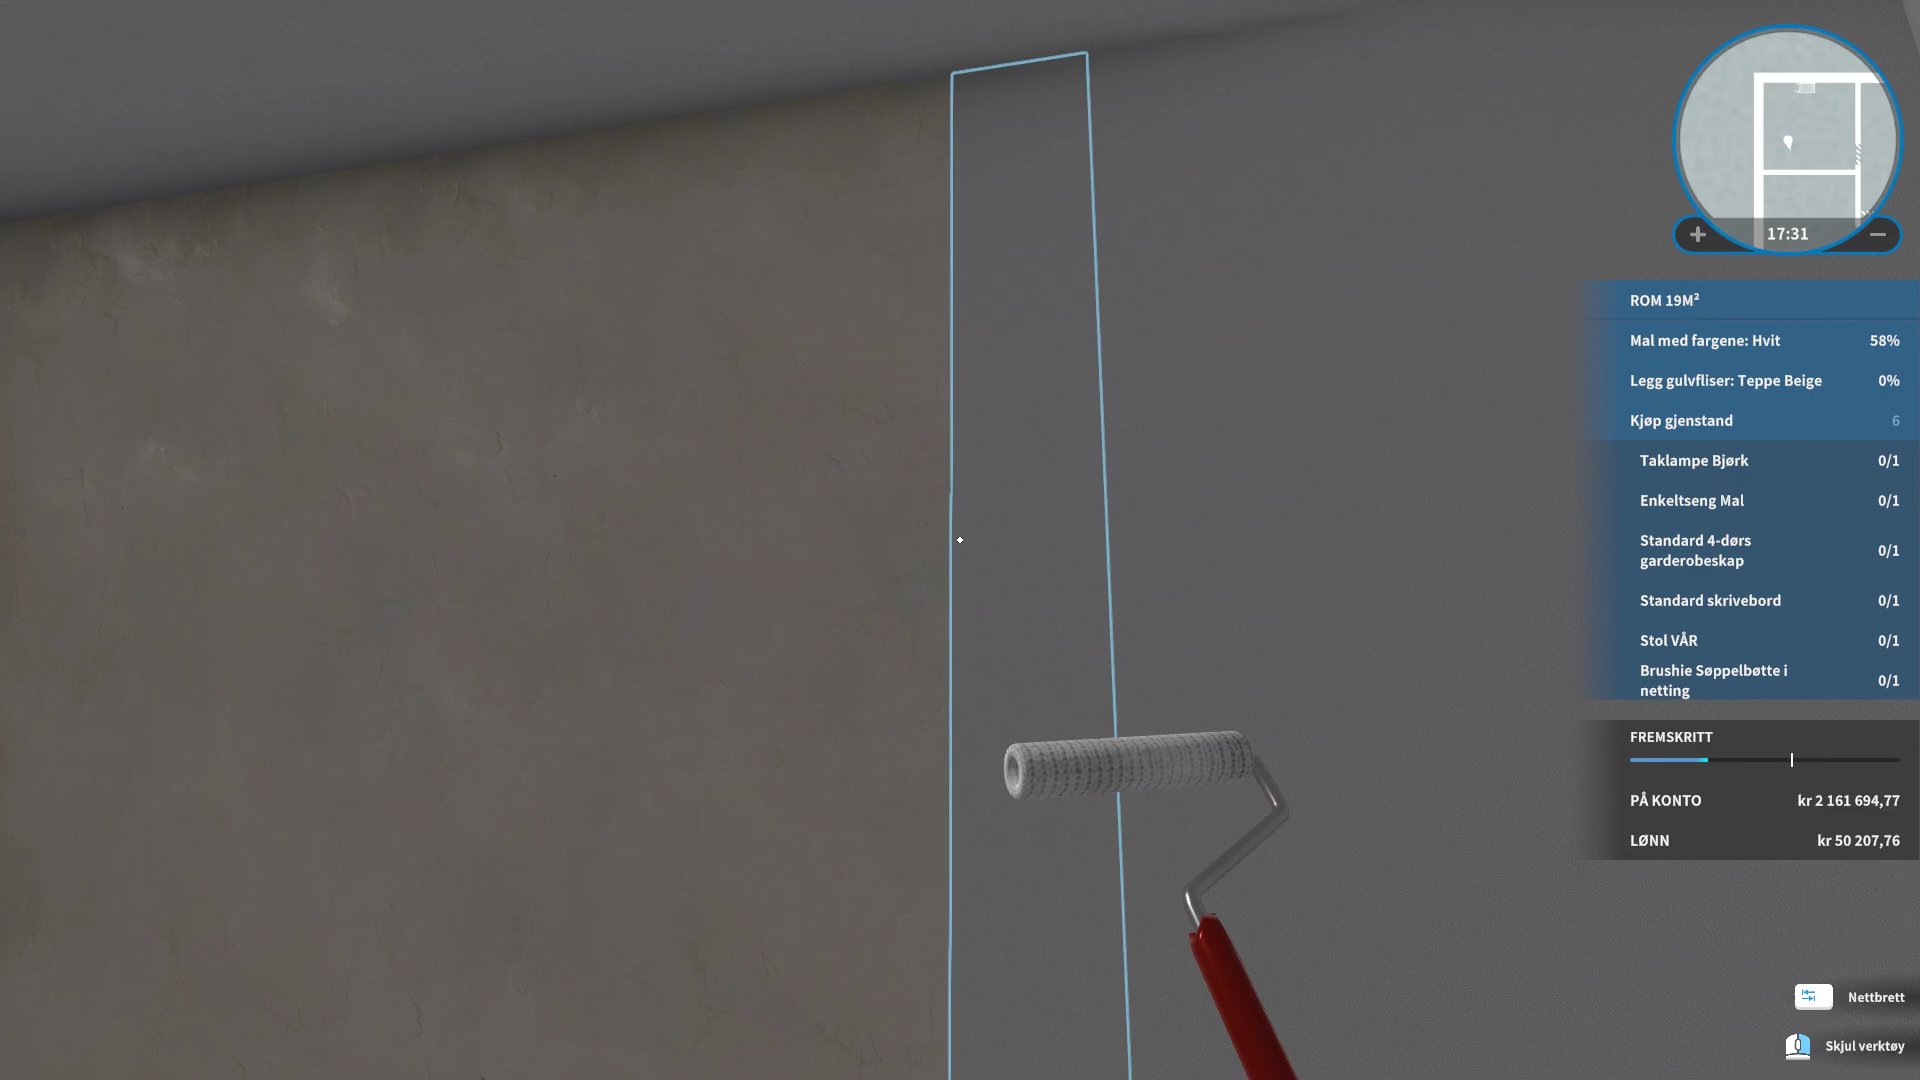 17:31
ROM 19M²
Mal med fargene: Hvit 58%
Legg gulvfliser: Teppe Beige 0%
Kjøp gjenstand 6
Taklampe Bjørk 0/1
Enkeltseng Mal 0/1
Standard 4-dørs
garderobeskap 0/1
Standard skrivebord 0/1
Stol VÅR 0/1
Brushie Søppelbøtte i
netting 0/1
FREMSKRITT
PÅ KONTO kr 2 161 694,77
LØNN kr 50 207,76
Nettbrett
Skjul verktøy